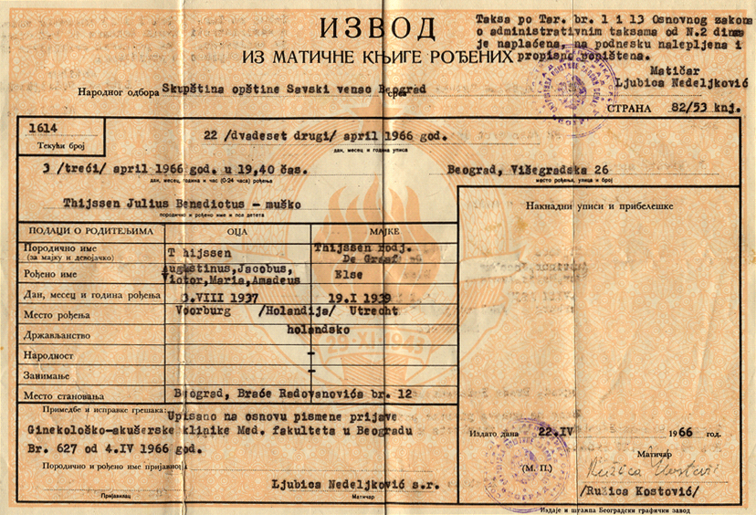 ИЗВОД
ИЗ МАТИЧНЕ КЊИГЕ РОЂЕНИХ
Taksa po Tar. br. 1 i 13 Osnovnog zakona
o administrativnim taksama od N.2 dina
je naplaćena, na podnesku nalepljena i
propisno poništena.
Matičar
Ljubica Nedeljković
Народног одбора Skupština opštine Savski venac Beograd
СТРАНА 82/53 knj.
1614
Текући број
22 /dvadeset drugi/ april 1966 god.
дан, месец и година уписа
3 /treći/ april 1966 god. u 19,40 čas.
дан, месец, година и час (0-24 часа) рођења
Beograd, Višegradska 26
место рођења, улица и број
Thijssen Julius Benedictus - muško
породично и рођено име и пол детета
Накнадни уписи и прибелешке
ПОДАЦИ О РОДИТЕЉИМА ОЦА МАЈКЕ
Породично име
(за мајку и девојачко)
Thijssen
Thijssen rodj.
De Graaf
Рођено име
Augustinus, Jacobus,
Victor, Maria, Amadeus
Else
Дан, месец и година рођења 3.VIII 1937 19.I 1939
Место рођења Voorburg /Holandija/ Utrecht
Држављанство holandsko
Народност -
Занимање -
Место становања Beograd, Braće Radovanovića br. 12
Примедбе и исправке грешака: Upisano na osnovu pismene prijave
Ginekološko-akušerske klinike Med. fakulteta u Beogradu
Br. 627 od 4.IV 1966 god.
Породично и рођено име пријавиоца
Ljubica Nedeljković s.r.
Пријавилац Матичар
Издато дана 22.IV 1966 год.
(М. П.)
Матичар
/Ružica Kostović/
Издаје и штампа Београдски графички завод
29·XI·1943